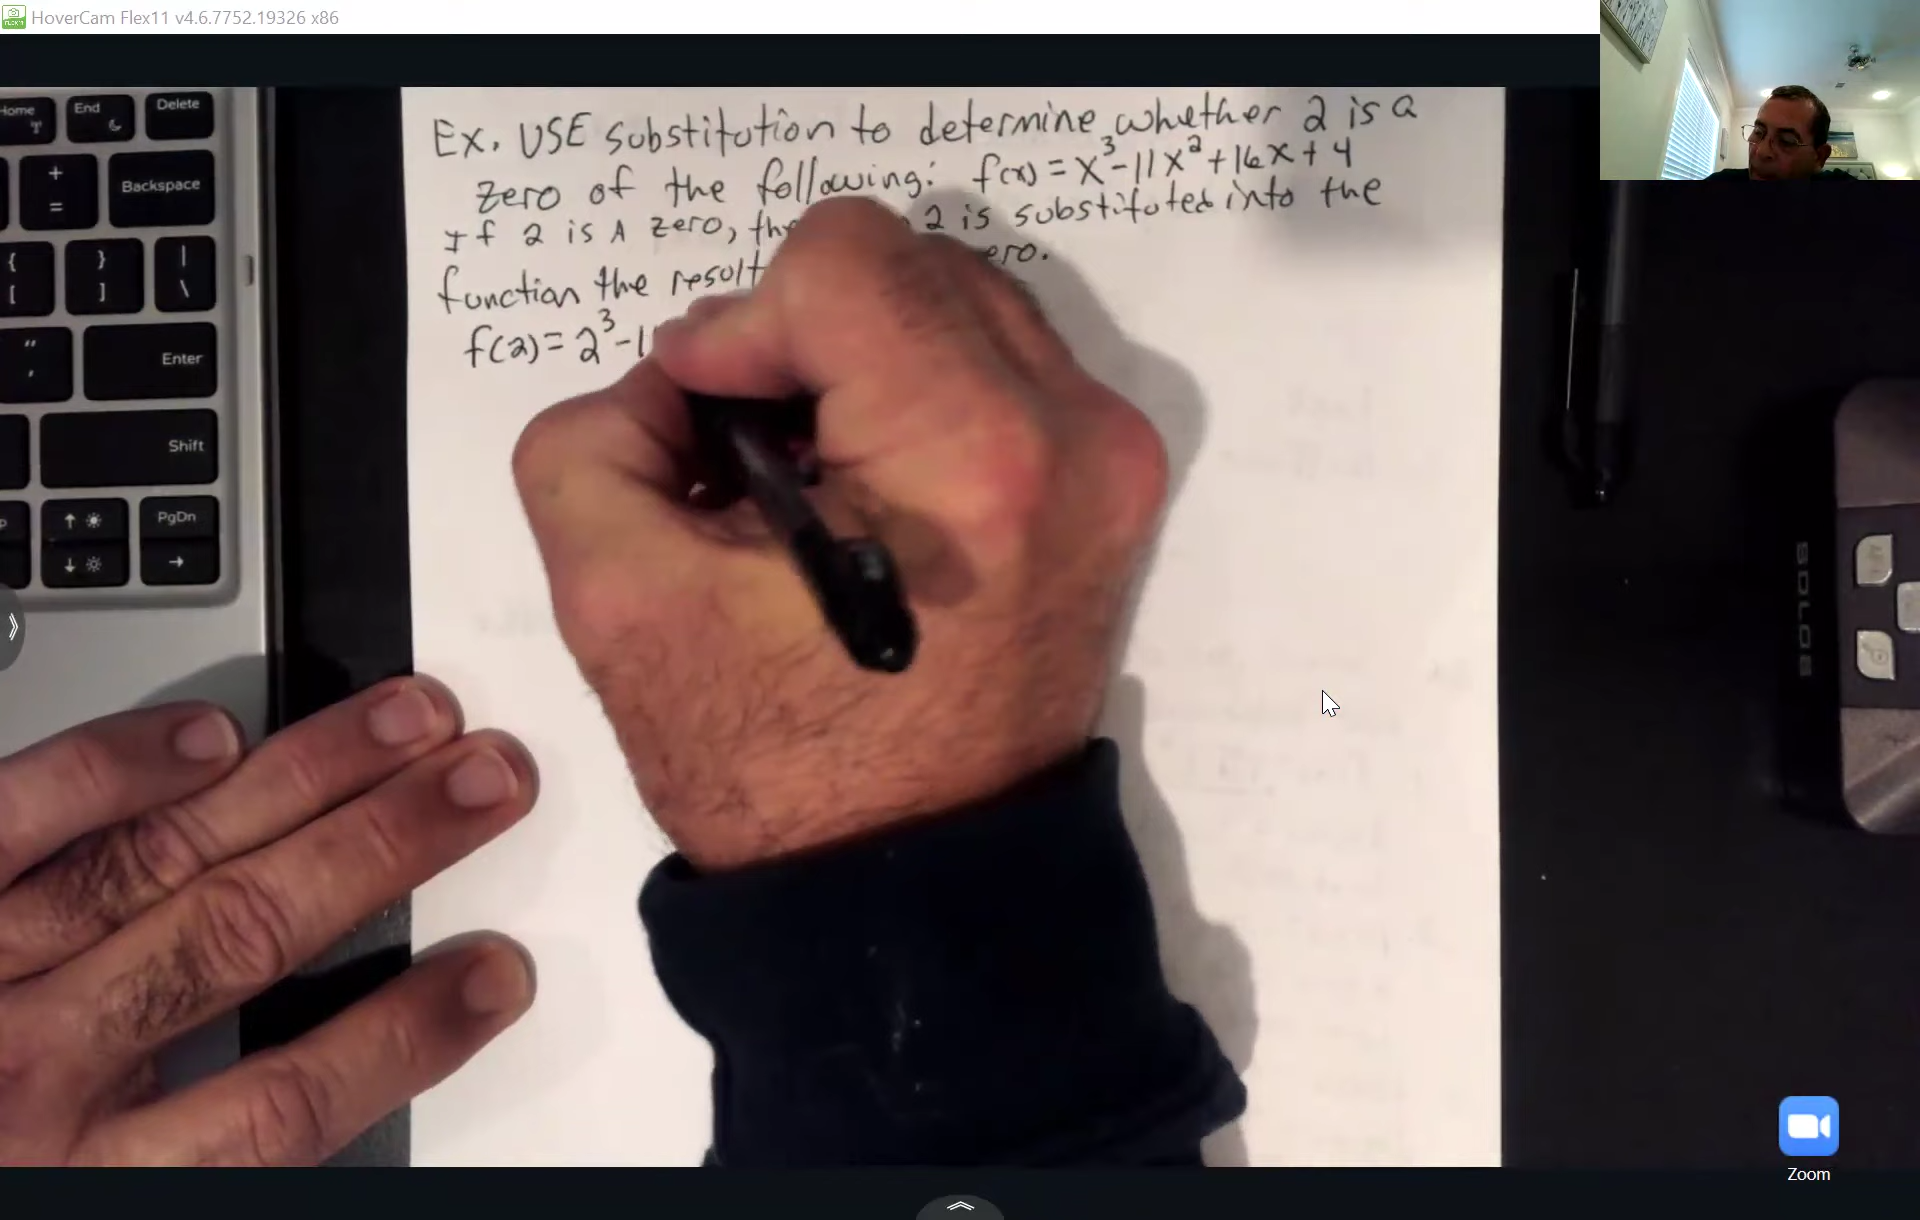 HoverCam Flex11 v4.6.7752.19326 x86
Home End Delete
+ = Backspace
{ [ } ] | \
" ' Enter
Shift
PgDn
Ex. USE substitution to determine whether 2 is a
zero of the following: f(x) = x³-11x²+16x+4
If 2 is A zero, the 2 is substituted into the
function the result ero.
f(2)= 2³-1
SOLOS
Zoom